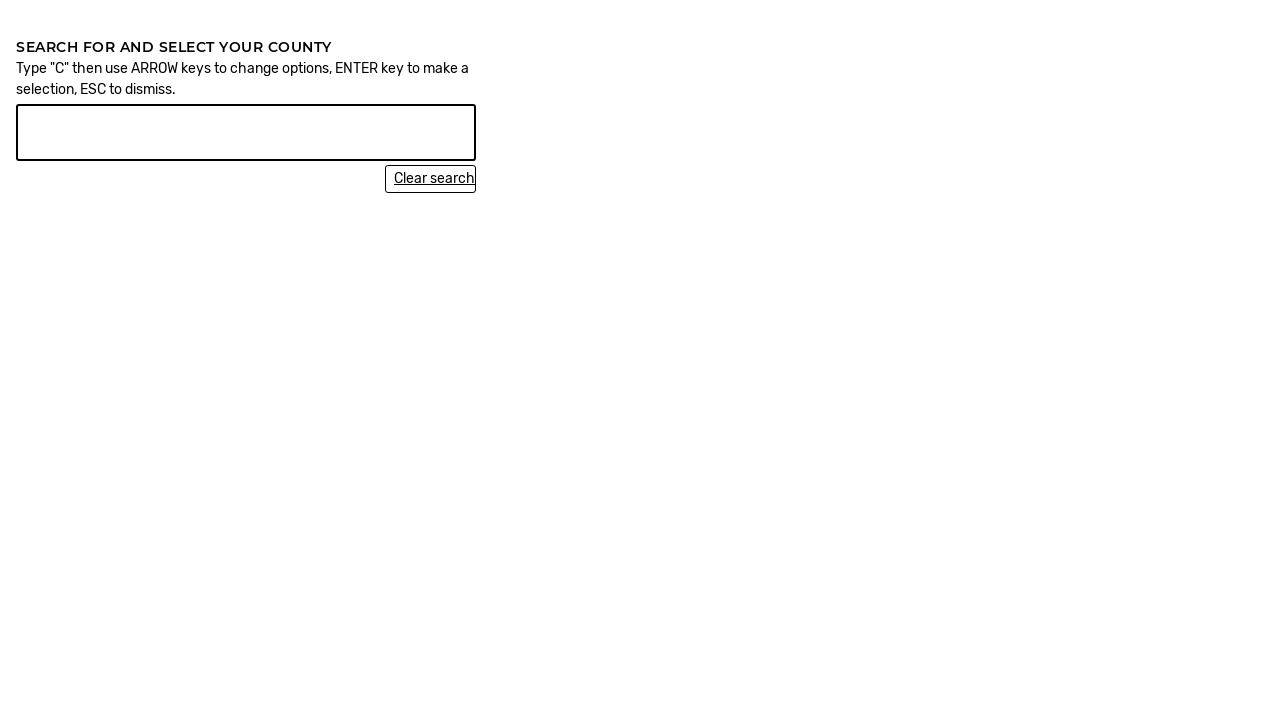 SEARCH FOR AND SELECT YOUR COUNTY
Type "C" then use ARROW keys to change options, ENTER key to make a
selection, ESC to dismiss.
Clear search